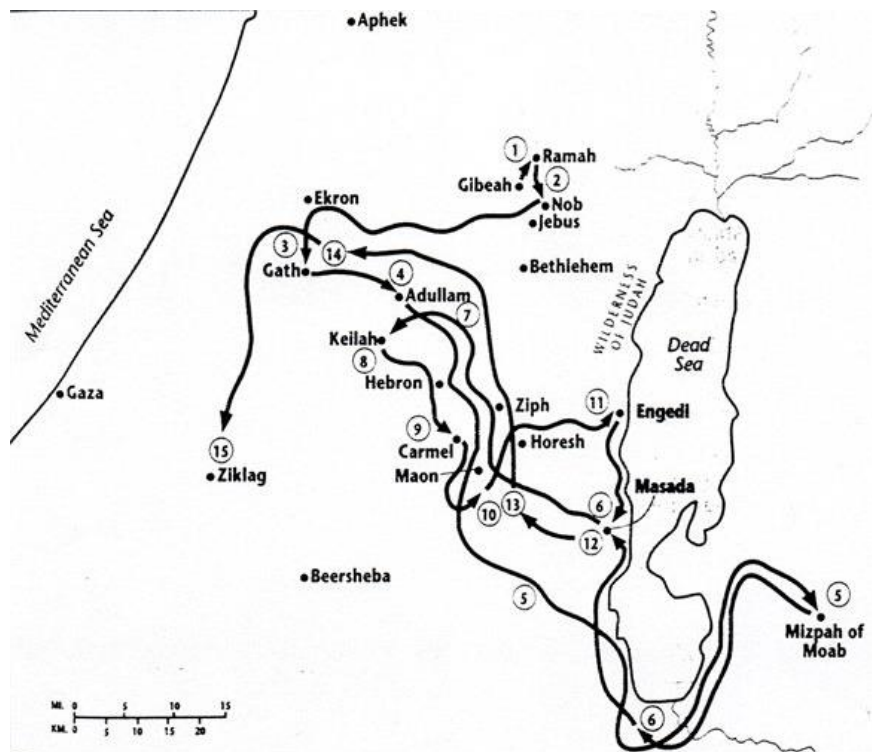 Aphek
1
Ramah
Gibeah
2
Nob
Jebus
Ekron
3
14
Gath
4
Adullam
Bethiehem
Mediterranean Sea
WILDERNESS
OF JUDAH
Dead
Sea
7
Keilah
8
Hebron
Gaza
Ziph
11
Engedi
9
Carmel
Horesh
15
Ziklag
Maon
10
13
6
Masada
12
Beersheba
5
5
Mizpah of
Moab
6
MI. 0 5 10 15
KM. 0 5 10 15 20